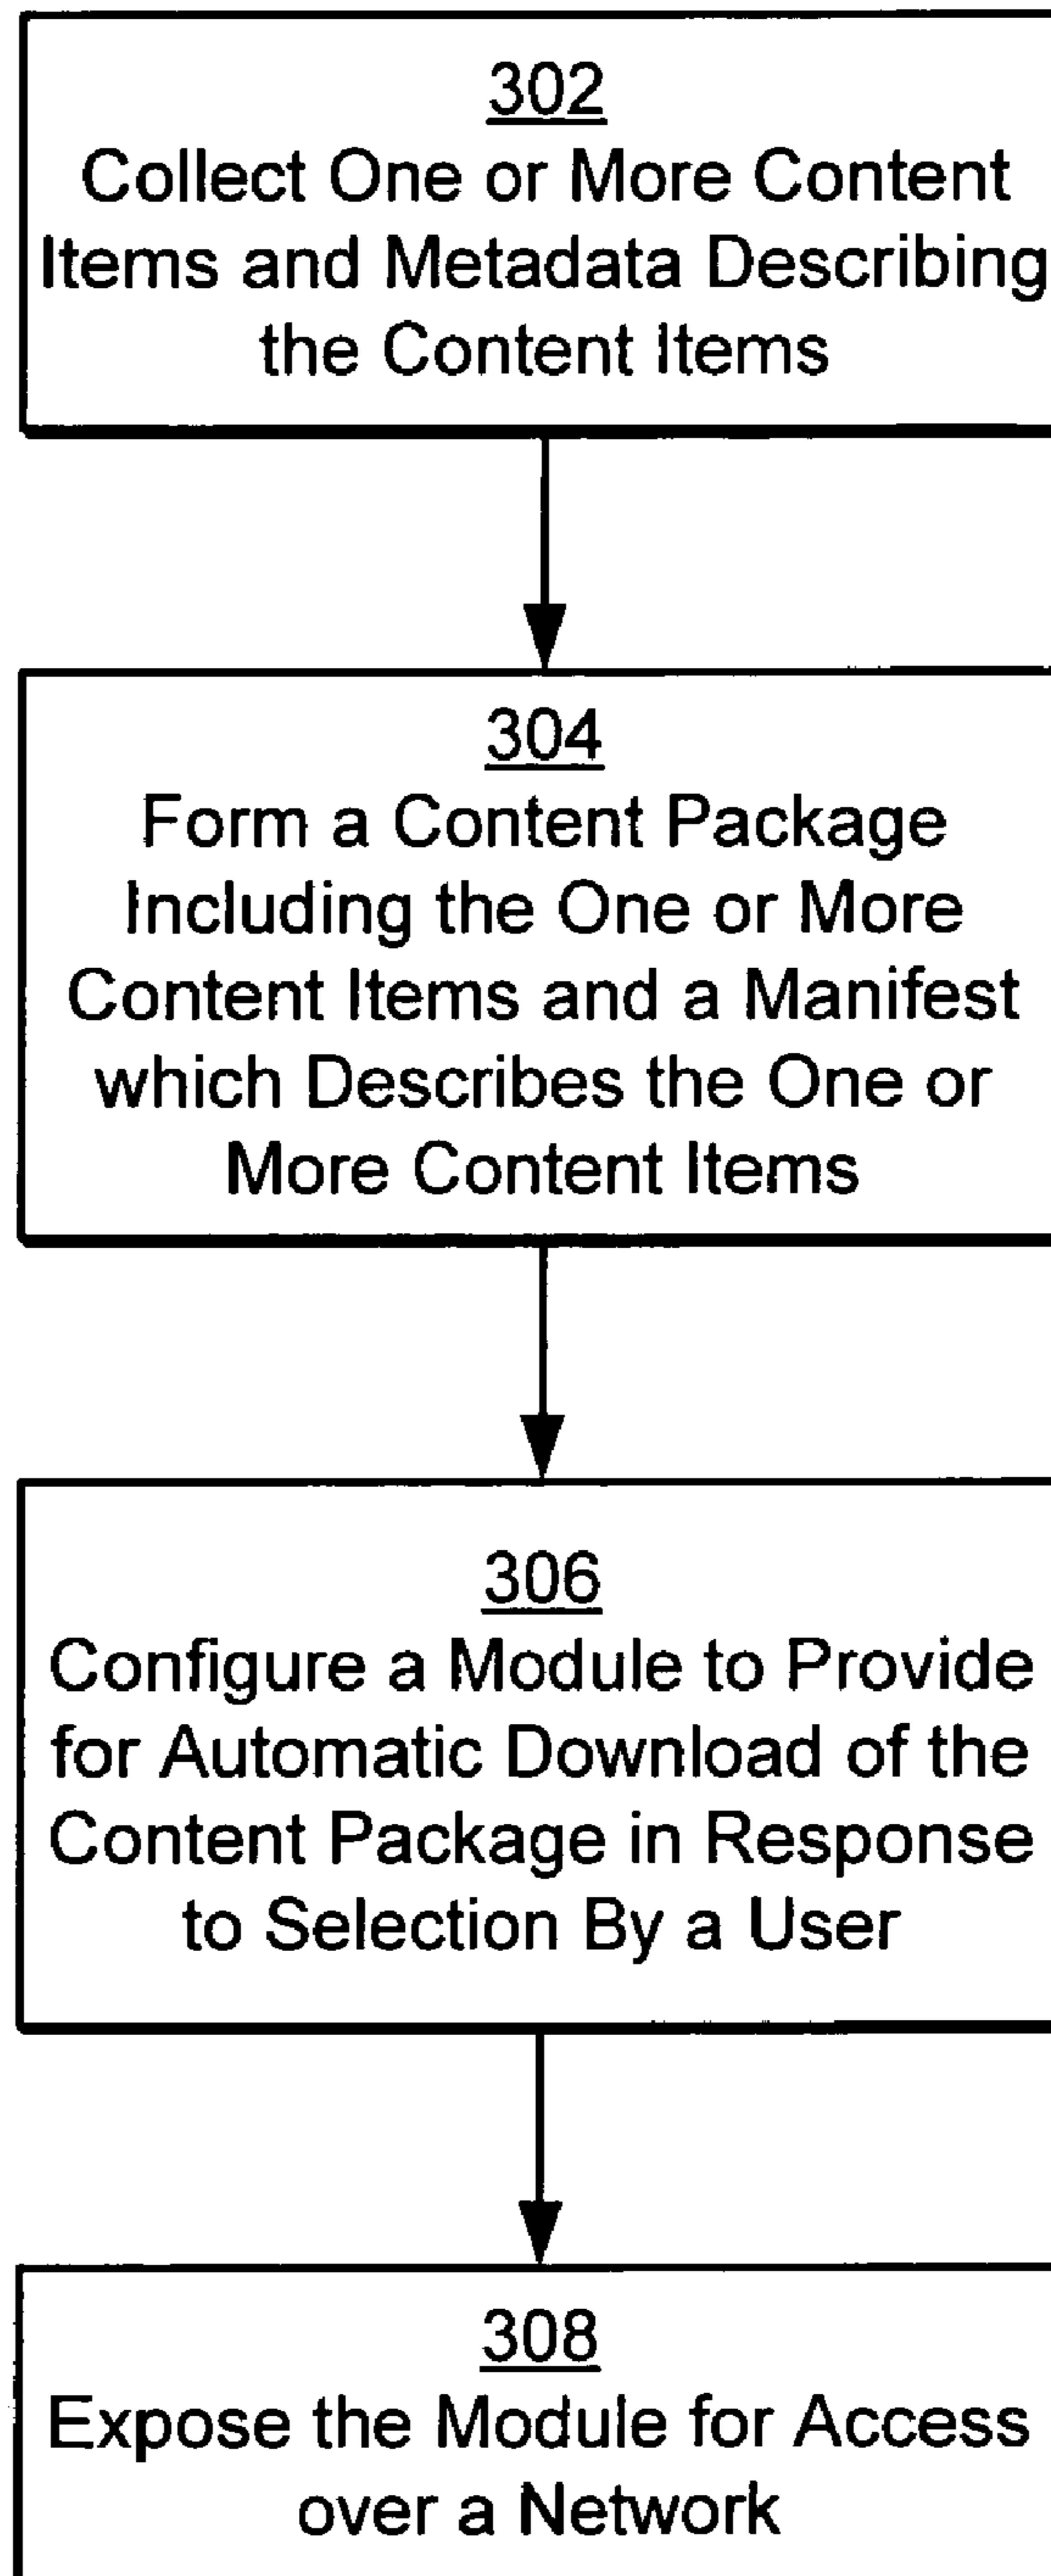 302
Collect One or More Content
Items and Metadata Describing
the Content Items
304
Form a Content Package
Including the One or More
Content Items and a Manifest
which Describes the One or
More Content Items
306
Configure a Module to Provide
for Automatic Download of the
Content Package in Response
to Selection By a User
308
Expose the Module for Access
over a Network